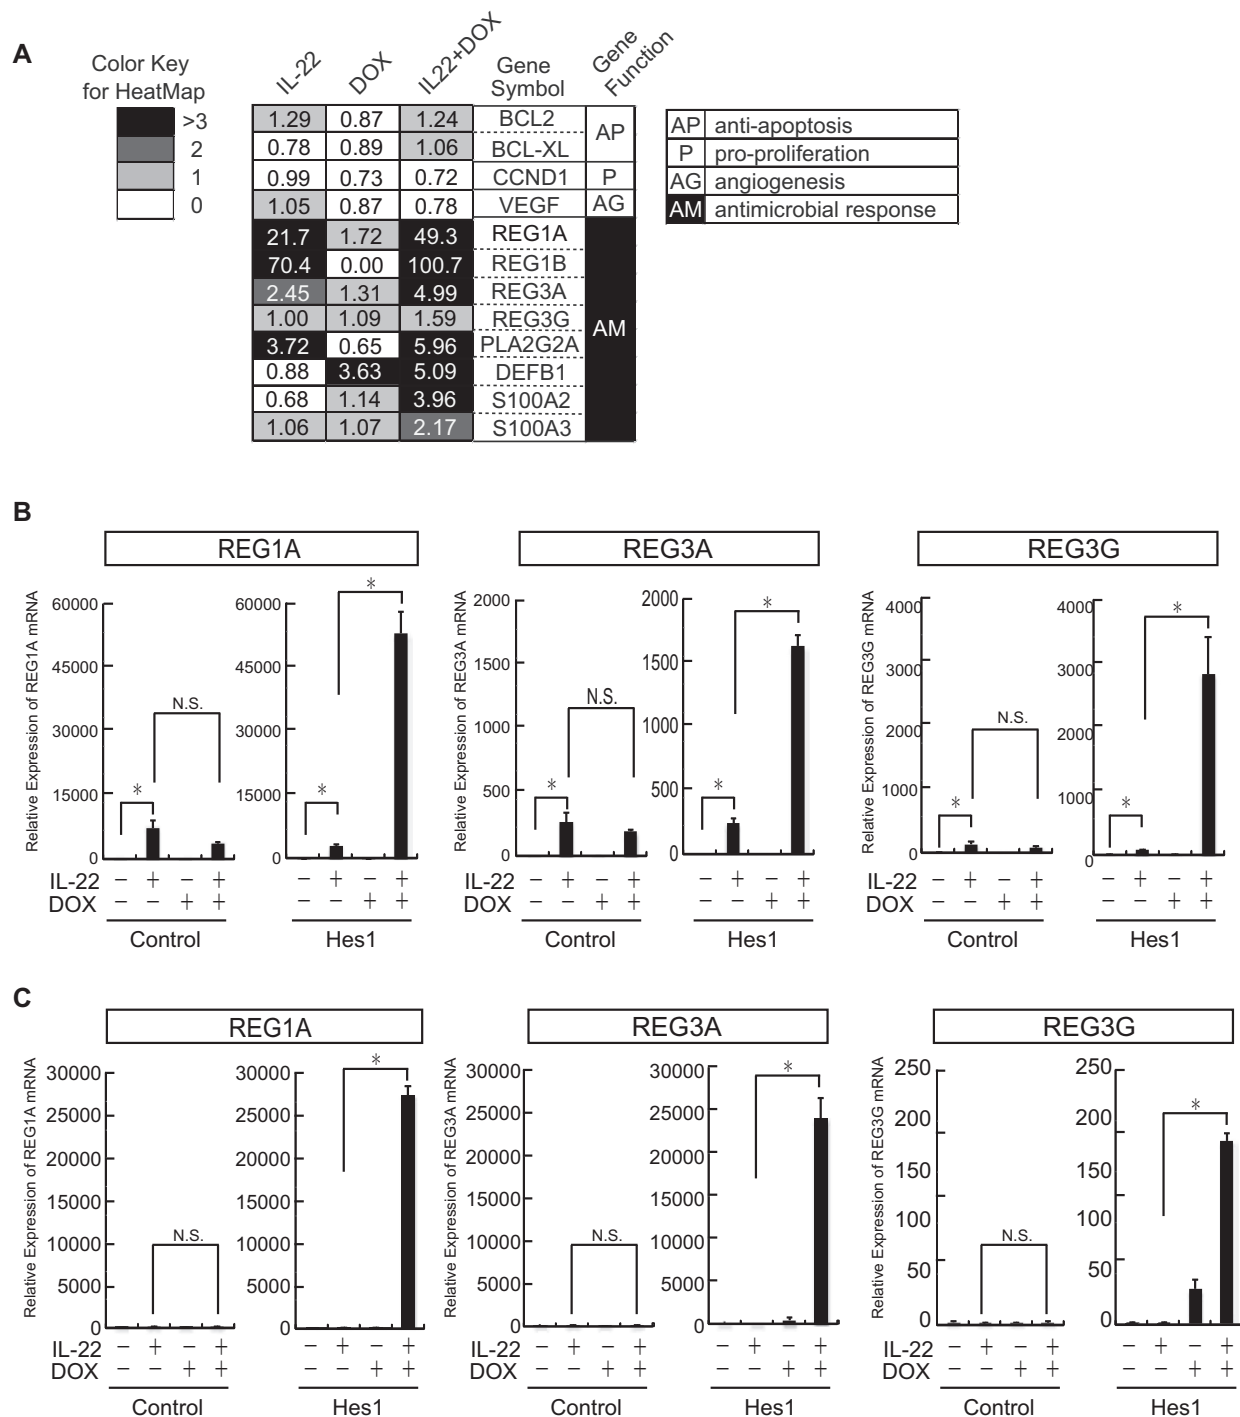 A
Color Key
for HeatMap
>3
2
1
0
IL-22 DOX IL22+DOX Gene Symbol Gene Function
1.29 0.87 1.24 BCL2 AP
0.78 0.89 1.06 BCL-XL
0.99 0.73 0.72 CCND1 P
1.05 0.87 0.78 VEGF AG
21.7 1.72 49.3 REG1A AM
70.4 0.00 100.7 REG1B
2.45 1.31 4.99 REG3A
1.00 1.09 1.59 REG3G
3.72 0.65 5.96 PLA2G2A
0.88 3.63 5.09 DEFB1
0.68 1.14 3.96 S100A2
1.06 1.07 2.17 S100A3
AP anti-apoptosis
P pro-proliferation
AG angiogenesis
AM antimicrobial response
B
REG1A
Relative Expression of REG1A mRNA
60000
45000
30000
15000
0
* N.S.
60000
45000
30000
15000
0
* *
IL-22 − + − + − + − +
DOX − − + + − − + +
Control Hes1
REG3A
Relative Expression of REG3A mRNA
2000
1500
1000
500
0
* N.S.
2000
1500
1000
500
0
* *
IL-22 − + − + − + − +
DOX − − + + − − + +
Control Hes1
REG3G
Relative Expression of REG3G mRNA
4000
3000
2000
1000
0
* N.S.
4000
3000
2000
1000
0
* *
IL-22 − + − + − + − +
DOX − − + + − − + +
Control Hes1
C
REG1A
Relative Expression of REG1A mRNA
30000
25000
20000
15000
10000
5000
0
N.S.
30000
25000
20000
15000
10000
5000
0
*
IL-22 − + − + − + − +
DOX − − + + − − + +
Control Hes1
REG3A
Relative Expression of REG3A mRNA
30000
25000
20000
15000
10000
5000
0
N.S.
30000
25000
20000
15000
10000
5000
0
*
IL-22 − + − + − + − +
DOX − − + + − − + +
Control Hes1
REG3G
Relative Expression of REG3G mRNA
250
200
150
100
50
0
N.S.
250
200
150
100
50
0
*
IL-22 − + − + − + − +
DOX − − + + − − + +
Control Hes1